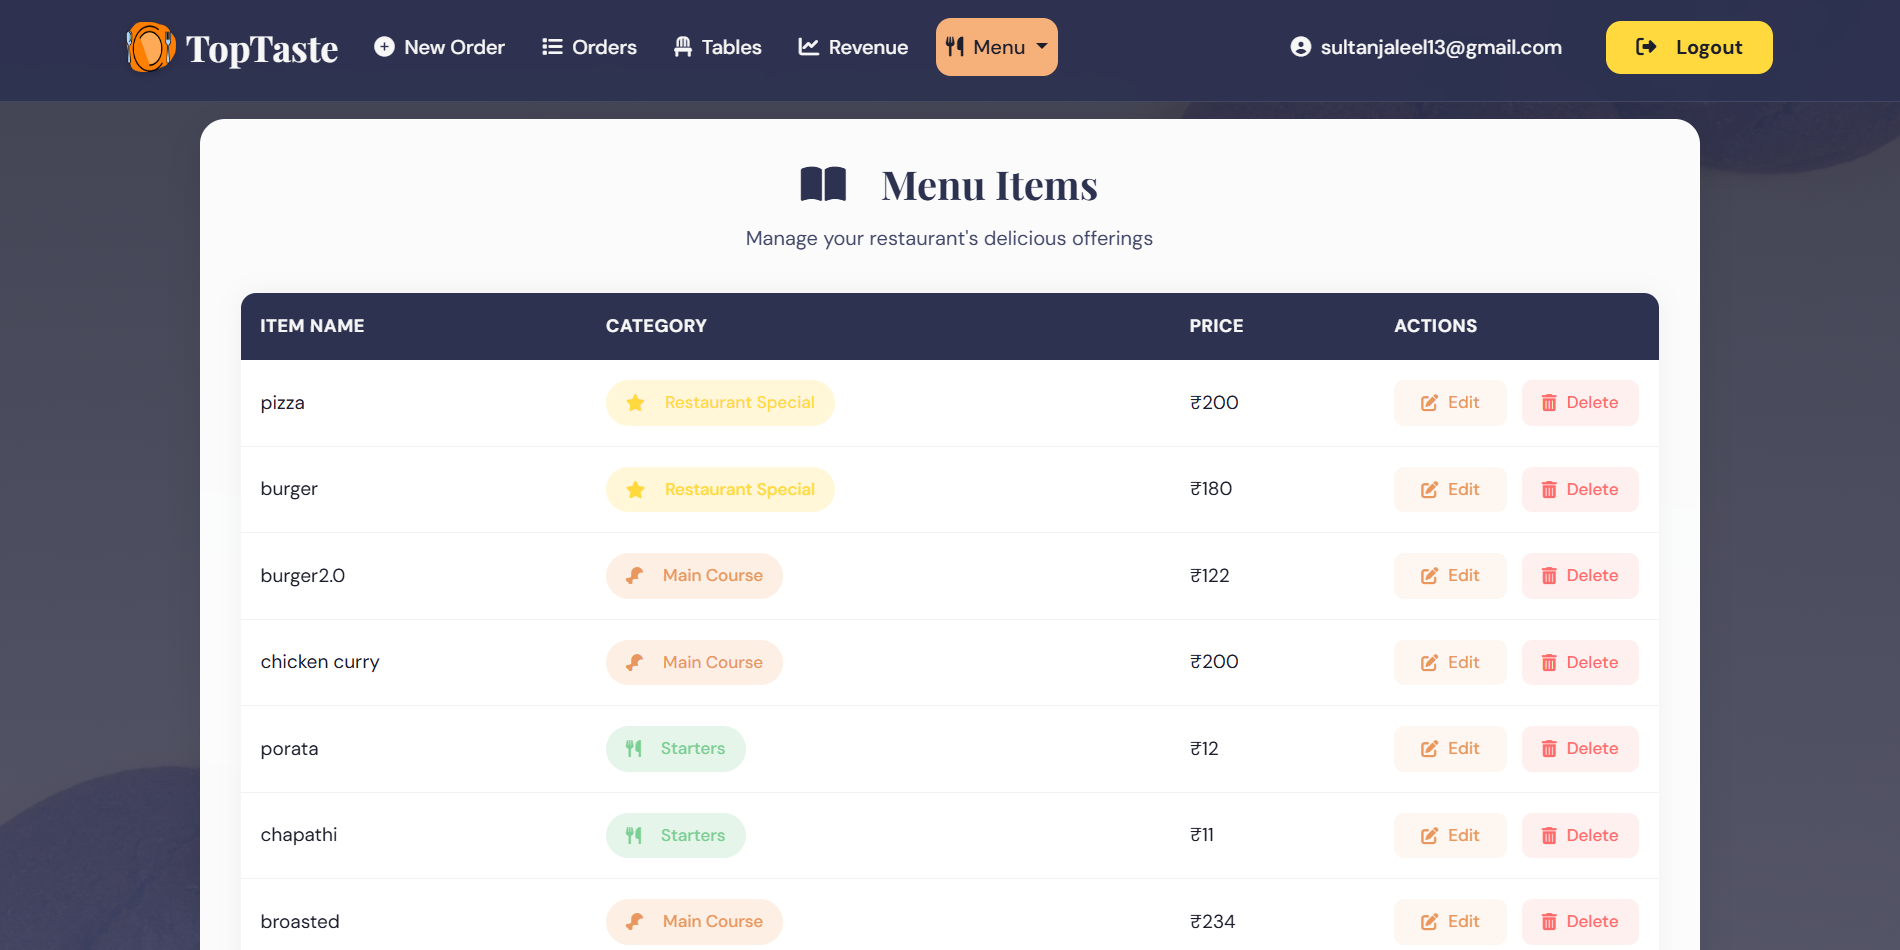 TopTaste New Order Orders Tables Revenue Menu sultanjaleel13@gmail.com Logout
Menu Items
Manage your restaurant's delicious offerings
ITEM NAME CATEGORY PRICE ACTIONS
pizza Restaurant Special ₹200 Edit Delete
burger Restaurant Special ₹180 Edit Delete
burger2.0 Main Course ₹122 Edit Delete
chicken curry Main Course ₹200 Edit Delete
porata Starters ₹12 Edit Delete
chapathi Starters ₹11 Edit Delete
broasted Main Course ₹234 Edit Delete